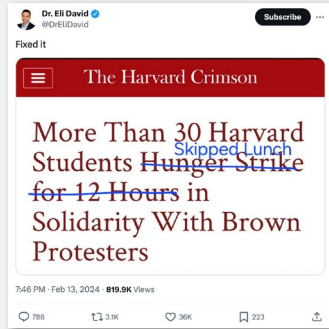 Dr. Eli David
@DrEliDavid
Subscribe
Fixed it
The Harvard Crimson
More Than 30 Harvard
Skipped Lunch
Students Hunger Strike
for 12 Hours in
Solidarity With Brown
Protesters
7:46 PM · Feb 13, 2024 · 819.9K Views
788
3.1K
36K
223